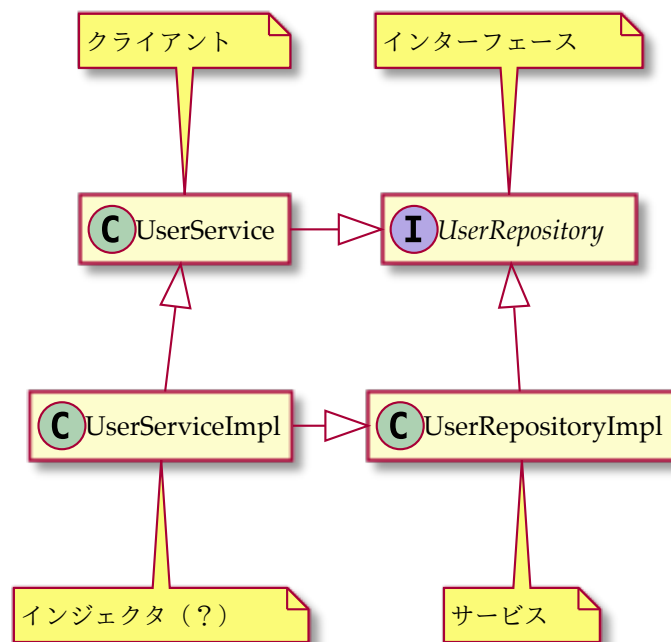 クライアント
インターフェース
C UserService
I UserRepository
C UserServiceImpl
C UserRepositoryImpl
インジェクタ（？）
サービス